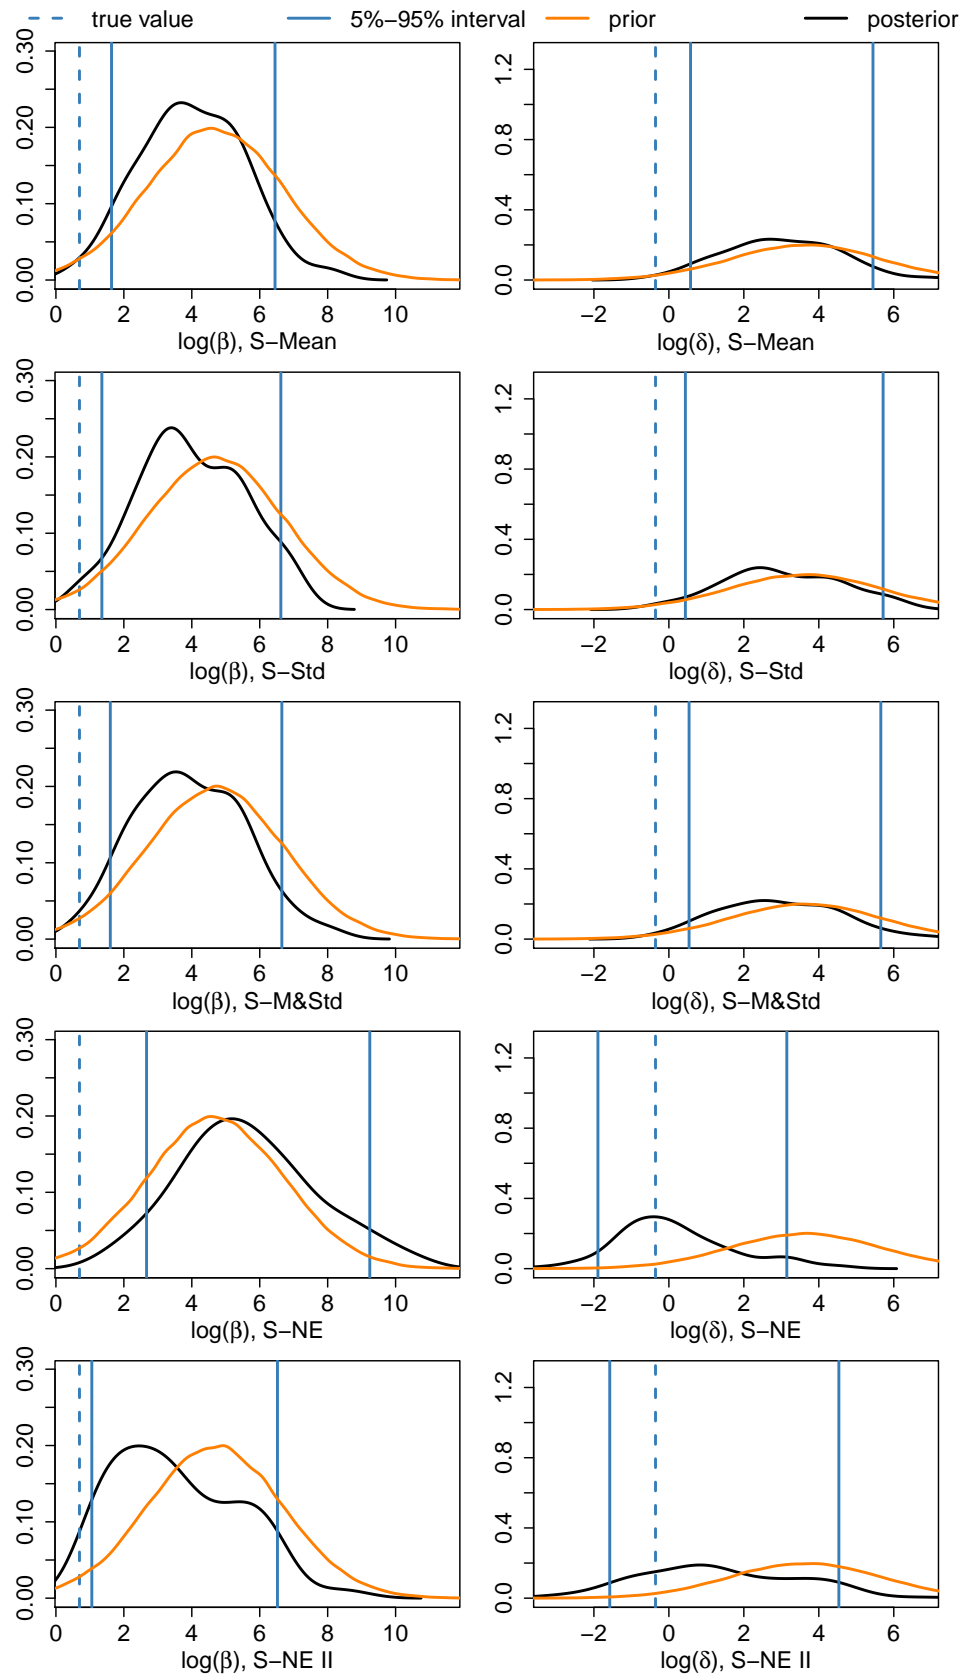 true value 5%−95% interval prior posterior
0.00 0.10 0.20 0.30
0 2 4 6 8 10
log(β), S−Mean
0.0 0.4 0.8 1.2
−2 0 2 4 6
log(δ), S−Mean
0.00 0.10 0.20 0.30
0 2 4 6 8 10
log(β), S−Std
0.0 0.4 0.8 1.2
−2 0 2 4 6
log(δ), S−Std
0.00 0.10 0.20 0.30
0 2 4 6 8 10
log(β), S−M&Std
0.0 0.4 0.8 1.2
−2 0 2 4 6
log(δ), S−M&Std
0.00 0.10 0.20 0.30
0 2 4 6 8 10
log(β), S−NE
0.0 0.4 0.8 1.2
−2 0 2 4 6
log(δ), S−NE
0.00 0.10 0.20 0.30
0 2 4 6 8 10
log(β), S−NE II
0.0 0.4 0.8 1.2
−2 0 2 4 6
log(δ), S−NE II